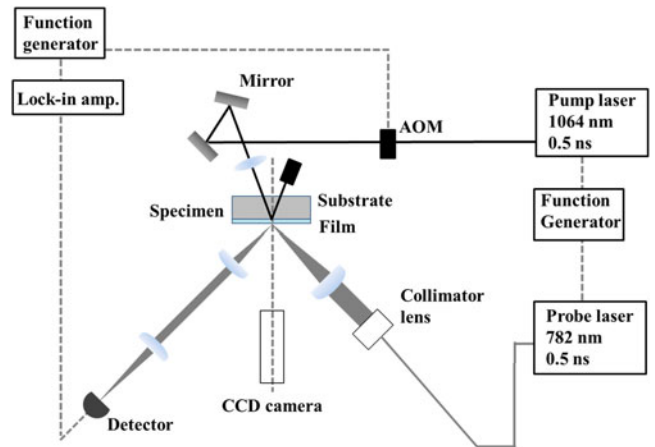 Function
generator
Lock-in amp.
Mirror
AOM
Pump laser
1064 nm
0.5 ns
Specimen
Substrate
Film
Function
Generator
Collimator
lens
Probe laser
782 nm
0.5 ns
Detector
CCD camera